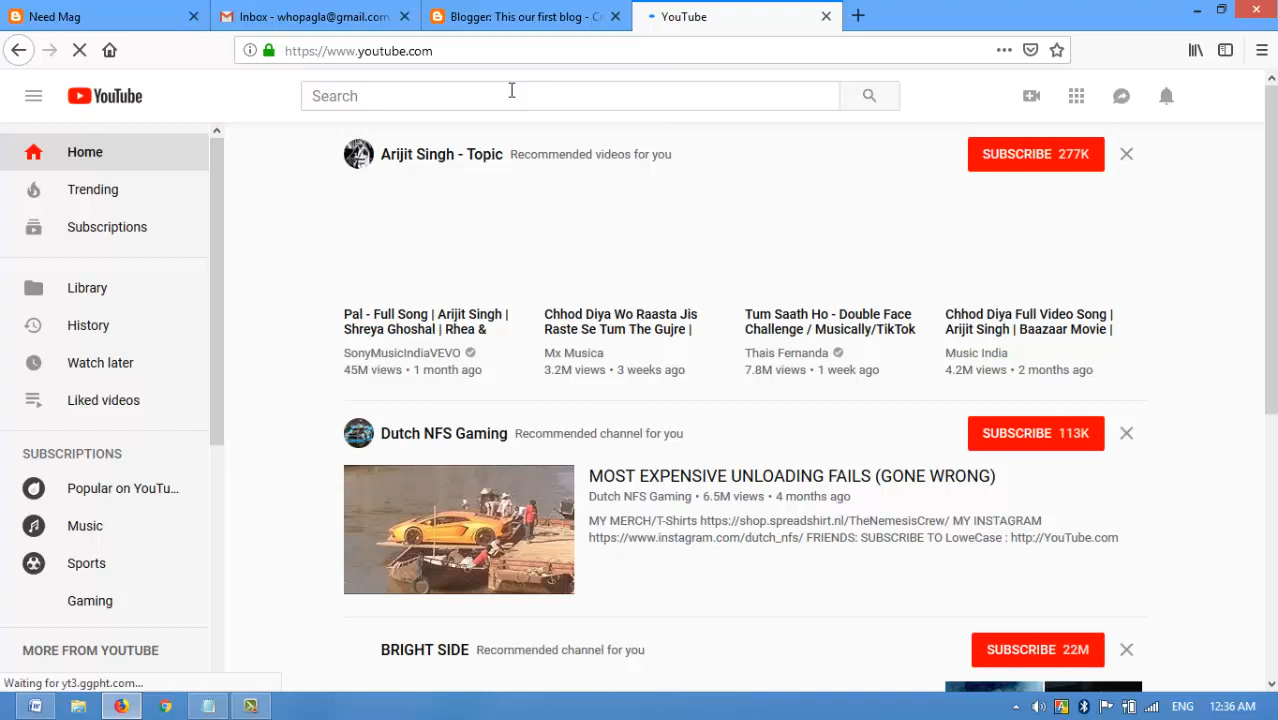 Need Mag
Inbox - whopagla@gmail.com
Blogger: This our first blog - Cr
YouTube
https://www.youtube.com
YouTube
Search
Home
Trending
Subscriptions
Library
History
Watch later
Liked videos
SUBSCRIPTIONS
Popular on YouTu...
Music
Sports
Gaming
MORE FROM YOUTUBE
Arijit Singh - Topic Recommended videos for you
SUBSCRIBE 277K
Pal - Full Song | Arijit Singh |
Shreya Ghoshal | Rhea &
SonyMusicIndiaVEVO
45M views • 1 month ago
Chhod Diya Wo Raasta Jis
Raste Se Tum The Gujre |
Mx Musica
3.2M views • 3 weeks ago
Tum Saath Ho - Double Face
Challenge / Musically/TikTok
Thais Fernanda
7.8M views • 1 week ago
Chhod Diya Full Video Song |
Arijit Singh | Baazaar Movie |
Music India
4.2M views • 2 months ago
Dutch NFS Gaming Recommended channel for you
SUBSCRIBE 113K
MOST EXPENSIVE UNLOADING FAILS (GONE WRONG)
Dutch NFS Gaming • 6.5M views • 4 months ago
MY MERCH/T-Shirts https://shop.spreadshirt.nl/TheNemesisCrew/ MY INSTAGRAM
https://www.instagram.com/dutch_nfs/ FRIENDS: SUBSCRIBE TO LoweCase : http://YouTube.com
BRIGHT SIDE Recommended channel for you
SUBSCRIBE 22M
Waiting for yt3.ggpht.com...
ENG
12:36 AM